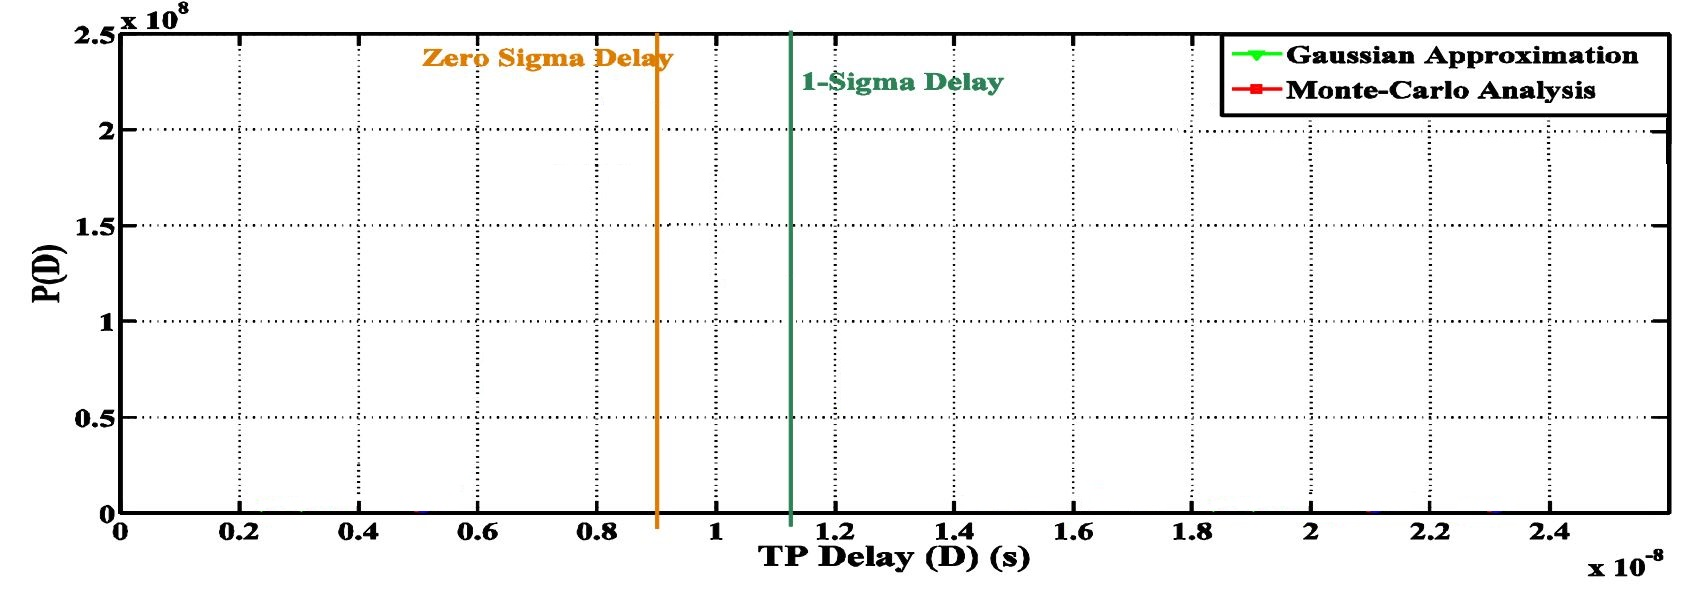 x 10⁸
2.5
Zero Sigma Delay
1-Sigma Delay
Gaussian Approximation
Monte-Carlo Analysis
2
1.5
1
0.5
0
P(D)
0 0.2 0.4 0.6 0.8 1 1.2 1.4 1.6 1.8 2 2.2 2.4
TP Delay (D) (s)
x 10⁻⁸